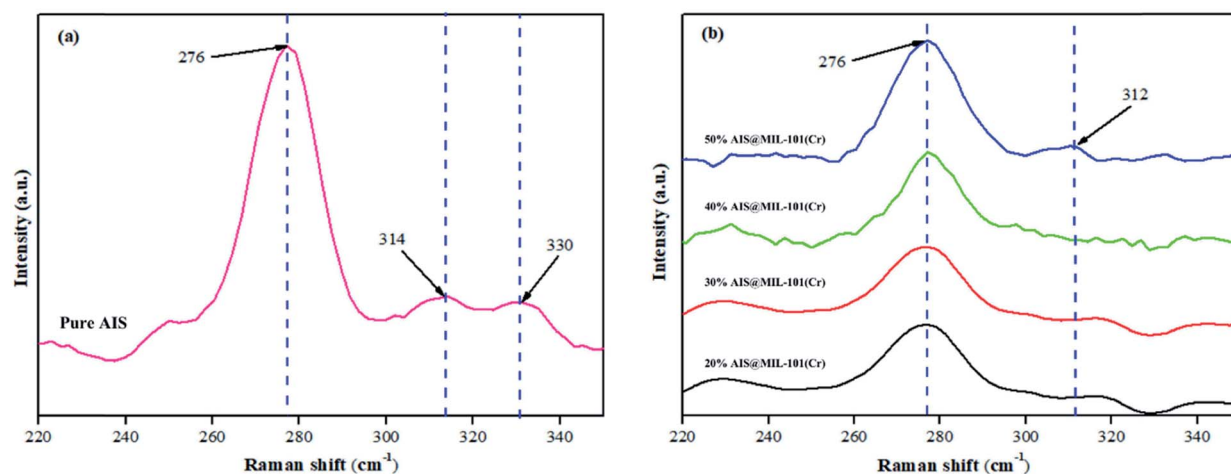 (a)
276
314
330
Pure AIS
Intensity (a.u.)
220 240 260 280 300 320 340
Raman shift (cm-1)
(b)
276
312
50% AIS@MIL-101(Cr)
40% AIS@MIL-101(Cr)
30% AIS@MIL-101(Cr)
20% AIS@MIL-101(Cr)
Intensity (a.u.)
220 240 260 280 300 320 340
Raman shift (cm-1)